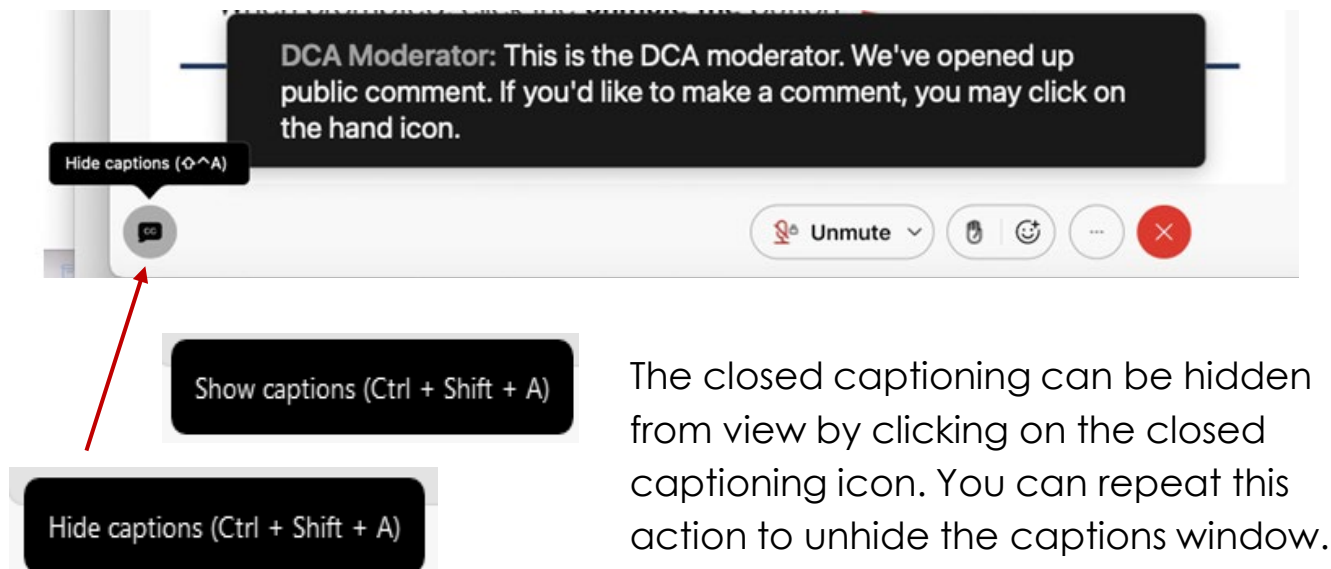 DCA Moderator: This is the DCA moderator. We've opened up
public comment. If you'd like to make a comment, you may click on
the hand icon.
Hide captions (⇧^A)
CC
Unmute
Show captions (Ctrl + Shift + A)
Hide captions (Ctrl + Shift + A)
The closed captioning can be hidden
from view by clicking on the closed
captioning icon. You can repeat this
action to unhide the captions window.